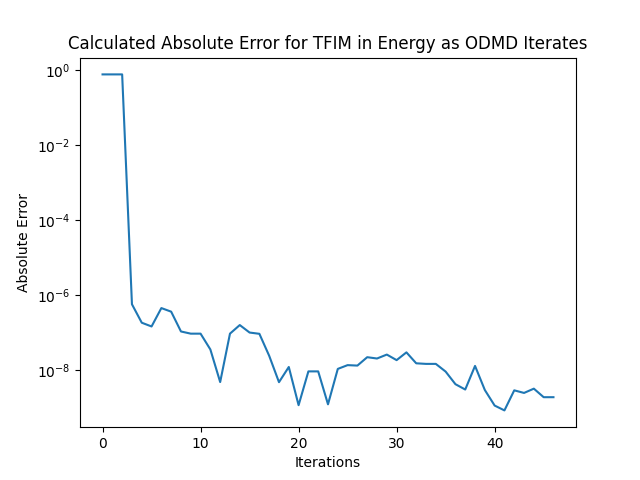 Calculated Absolute Error for TFIM in Energy as ODMD Iterates
10⁰
10⁻²
10⁻⁴
10⁻⁶
10⁻⁸
Absolute Error
0 10 20 30 40
Iterations